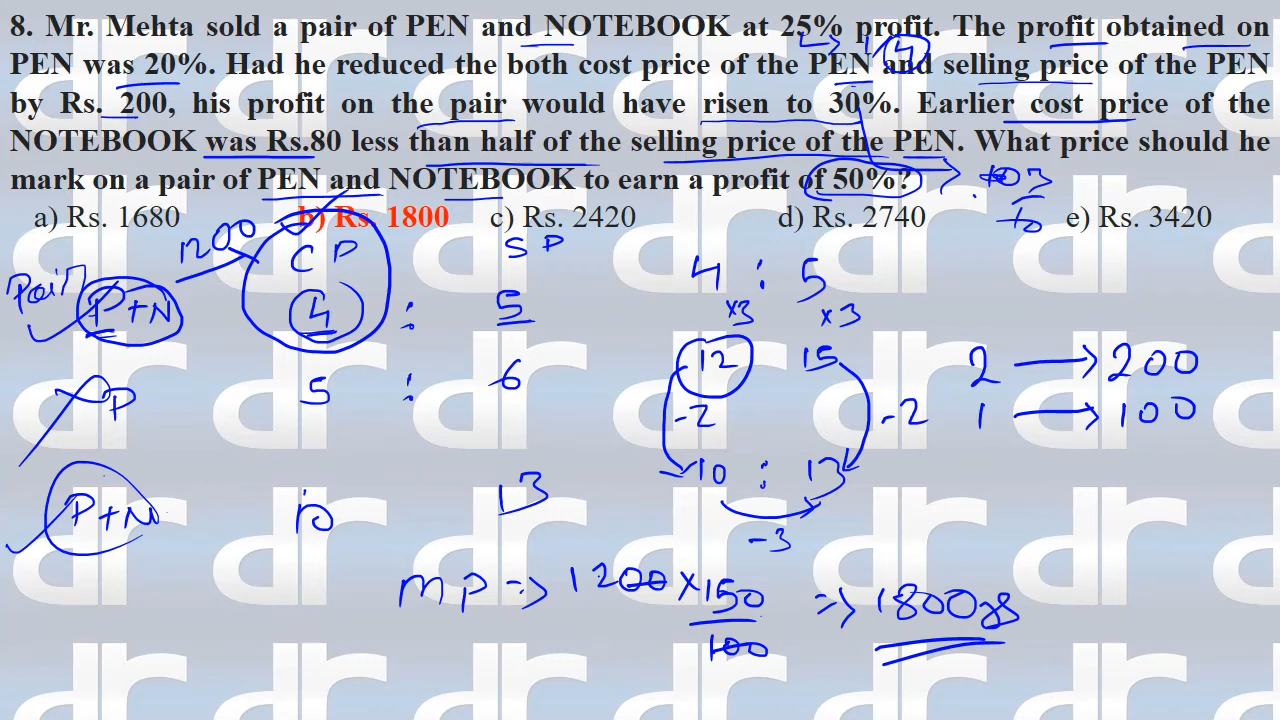 8. Mr. Mehta sold a pair of PEN and NOTEBOOK at 25% profit. The profit obtained on
PEN was 20%. Had he reduced the both cost price of the PEN and selling price of the PEN
by Rs. 200, his profit on the pair would have risen to 30%. Earlier cost price of the
NOTEBOOK was Rs.80 less than half of the selling price of the PEN. What price should he
mark on a pair of PEN and NOTEBOOK to earn a profit of 50%?
a) Rs. 1680 b) Rs. 1800 c) Rs. 2420 d) Rs. 2740 e) Rs. 3420
1200 CP SP 4 : 5
Pair P+N 4 : 5 ×3 ×3
12 15 2 → 200
P 5 : 6 -2 -2 1 → 100
10 : 13
P+N 10 13 -3
MP ⇒ 1200 × 150/100 ⇒ 1800 rs